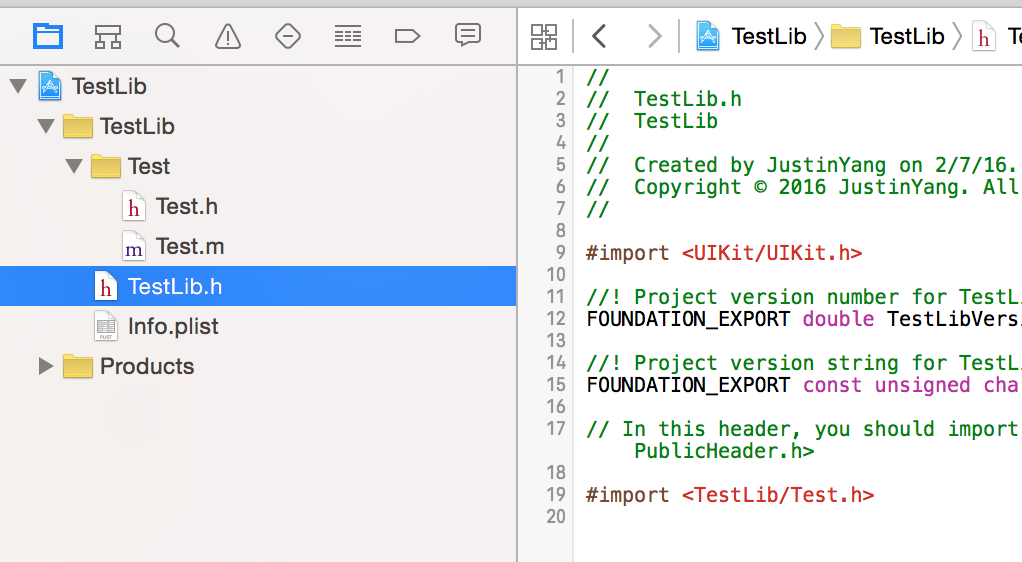 TestLib
TestLib
Test
h Test.h
m Test.m
h TestLib.h
PLIST Info.plist
Products
TestLib TestLib h
1 //
2 // TestLib.h
3 // TestLib
4 //
5 // Created by JustinYang on 2/7/16.
6 // Copyright © 2016 JustinYang. All
7 //
8
9 #import <UIKit/UIKit.h>
10
11 //! Project version number for TestL
12 FOUNDATION_EXPORT double TestLibVers
13
14 //! Project version string for TestL
15 FOUNDATION_EXPORT const unsigned cha
16
17 // In this header, you should import
PublicHeader.h>
18
19 #import <TestLib/Test.h>
20